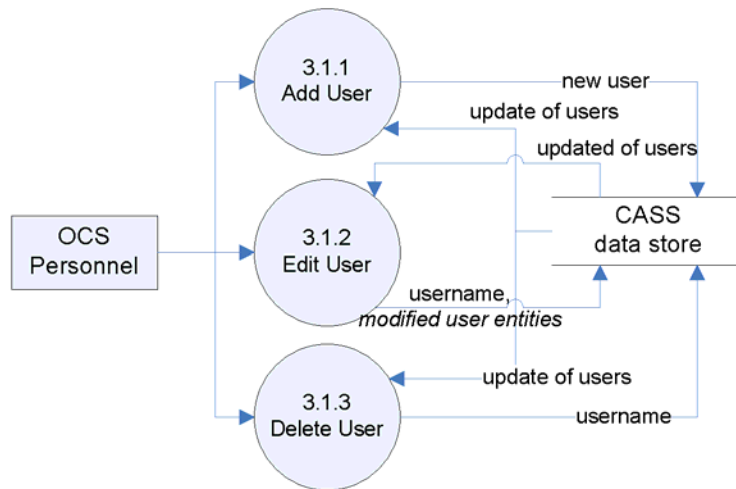 3.1.1
Add User
new user
update of users
updated of users
OCS
Personnel
3.1.2
Edit User
CASS
data store
username,
modified user entities
3.1.3
Delete User
update of users
username